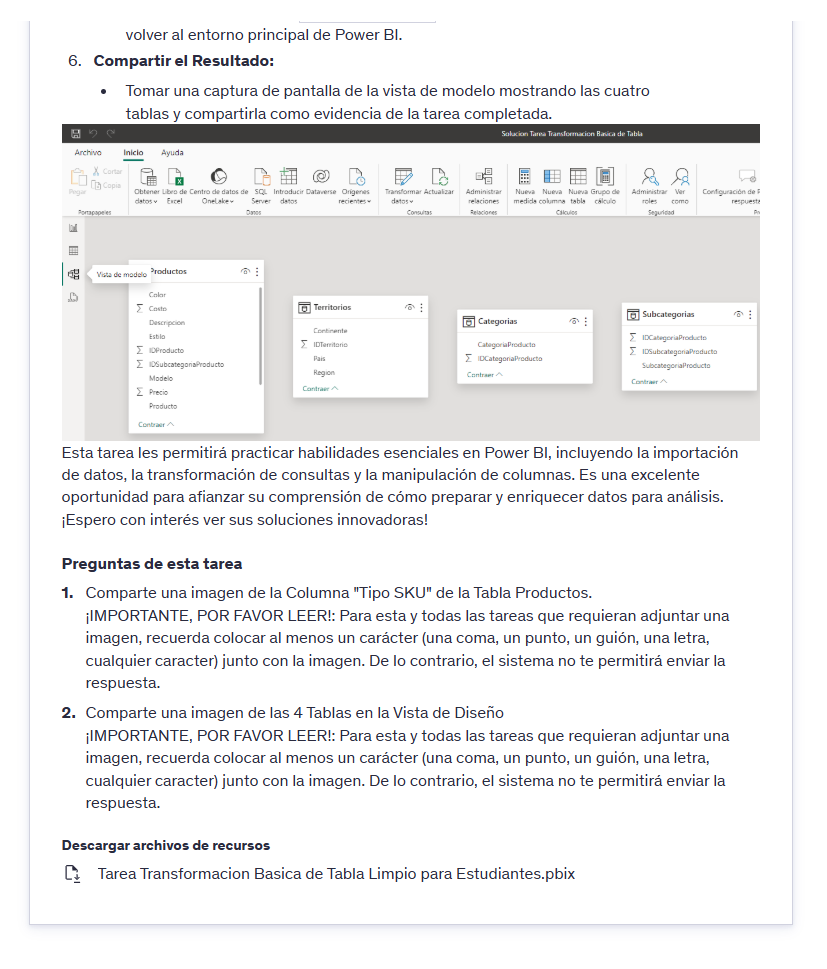 volver al entorno principal de Power BI.
6. Compartir el Resultado:
• Tomar una captura de pantalla de la vista de modelo mostrando las cuatro
tablas y compartirla como evidencia de la tarea completada.
Solucion Tarea Transformacion Basica de Tabla
Archivo Inicio Ayuda
Pegar
Cortar
Copia
Obtener datos
Libro de Excel
Centro de datos de OneLake
SQL Server
Introducir datos
Dataverse
Orígenes recientes
Transformar datos
Actualizar
Administrar relaciones
Nueva medida
Nueva columna
Nueva tabla
Grupo de cálculo
Administrar roles
Ver como
Configuración de
respuesta
Portapapeles Datos Consultas Relaciones Cálculos Seguridad
Vista de modelo
Productos
Color
Σ Costo
Descripcion
Estilo
Σ IDProducto
Σ IDSubcategoriaProducto
Modelo
Σ Precio
Producto
Contraer
Territorios
Continente
Σ IDTerritorio
Pais
Region
Contraer
Categorias
CategoriaProducto
Σ IDCategoriaProducto
Contraer
Subcategorias
Σ IDCategoriaProducto
Σ IDSubcategoriaProducto
SubcategoriaProducto
Contraer
Esta tarea les permitirá practicar habilidades esenciales en Power BI, incluyendo la importación
de datos, la transformación de consultas y la manipulación de columnas. Es una excelente
oportunidad para afianzar su comprensión de cómo preparar y enriquecer datos para análisis.
¡Espero con interés ver sus soluciones innovadoras!
Preguntas de esta tarea
1. Comparte una imagen de la Columna "Tipo SKU" de la Tabla Productos.
¡IMPORTANTE, POR FAVOR LEER!: Para esta y todas las tareas que requieran adjuntar una
imagen, recuerda colocar al menos un carácter (una coma, un punto, un guión, una letra,
cualquier caracter) junto con la imagen. De lo contrario, el sistema no te permitirá enviar la
respuesta.
2. Comparte una imagen de las 4 Tablas en la Vista de Diseño
¡IMPORTANTE, POR FAVOR LEER!: Para esta y todas las tareas que requieran adjuntar una
imagen, recuerda colocar al menos un carácter (una coma, un punto, un guión, una letra,
cualquier caracter) junto con la imagen. De lo contrario, el sistema no te permitirá enviar la
respuesta.
Descargar archivos de recursos
Tarea Transformacion Basica de Tabla Limpio para Estudiantes.pbix